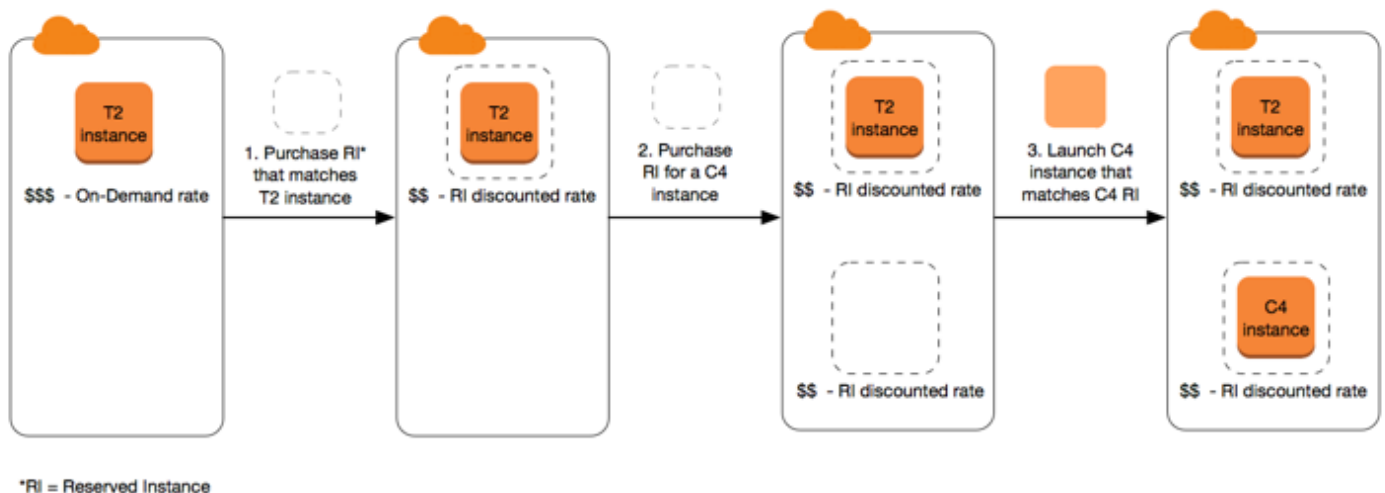 T2
instance
$$$ - On-Demand rate
1. Purchase RI*
that matches
T2 instance
T2
instance
$$ - RI discounted rate
2. Purchase
RI for a C4
instance
T2
instance
$$ - RI discounted rate
$$ - RI discounted rate
3. Launch C4
instance that
matches C4 RI
T2
instance
$$ - RI discounted rate
C4
instance
$$ - RI discounted rate
*RI = Reserved Instance